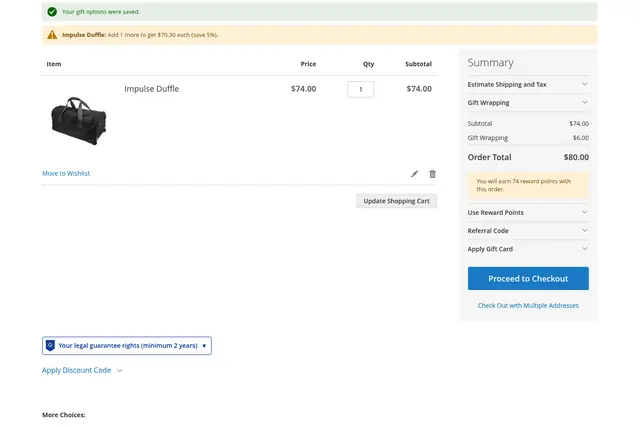 Your gift options were saved.
Impulse Duffle: Add 1 more to get $70.30 each (save 5%).
Item Price Qty Subtotal
Impulse Duffle $74.00 1 $74.00
Move to Wishlist
Update Shopping Cart
Summary
Estimate Shipping and Tax
Gift Wrapping
Subtotal $74.00
Gift Wrapping $6.00
Order Total $80.00
You will earn 74 reward points with
this order.
Use Reward Points
Referral Code
Apply Gift Card
Proceed to Checkout
Check Out with Multiple Addresses
Your legal guarantee rights (minimum 2 years)
Apply Discount Code
More Choices: